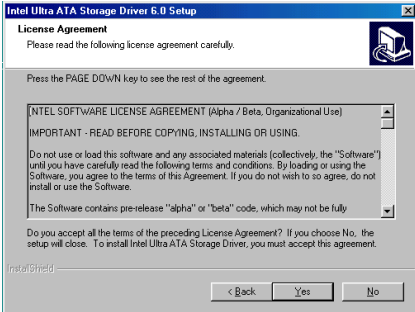 Intel Ultra ATA Storage Driver 6.0 Setup
License Agreement
Please read the following license agreement carefully.
Press the PAGE DOWN key to see the rest of the agreement.
INTEL SOFTWARE LICENSE AGREEMENT (Alpha / Beta, Organizational Use)
IMPORTANT - READ BEFORE COPYING, INSTALLING OR USING.
Do not use or load this software and any associated materials (collectively, the "Software")
until you have carefully read the following terms and conditions. By loading or using the
Software, you agree to the terms of this Agreement. If you do not wish to so agree, do not
install or use the Software.
The Software contains pre-release "alpha" or "beta" code, which may not be fully
Do you accept all the terms of the preceding License Agreement? If you choose No, the
setup will close. To install Intel Ultra ATA Storage Driver, you must accept this agreement.
InstallShield
< Back
Yes
No